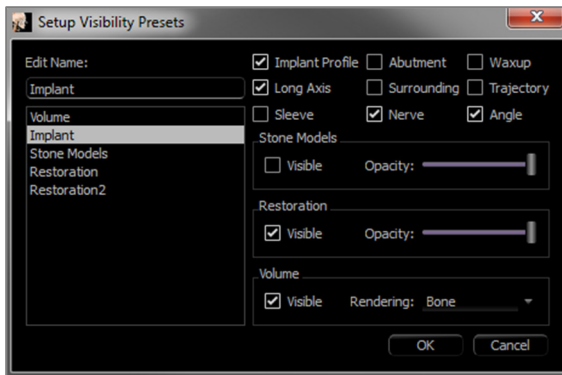 Setup Visibility Presets
Edit Name:
Implant
Volume
Implant
Stone Models
Restoration
Restoration2
Implant Profile Abutment Waxup
Long Axis Surrounding Trajectory
Sleeve Nerve Angle
Stone Models
Visible Opacity:
Restoration
Visible Opacity:
Volume
Visible Rendering: Bone
OK Cancel